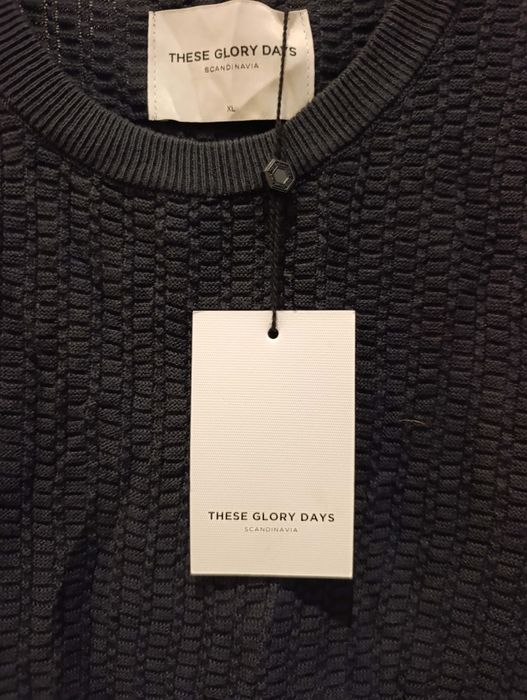 THESE GLORY DAYS
SCANDINAVIA
XL
THESE GLORY DAYS
SCANDINAVIA